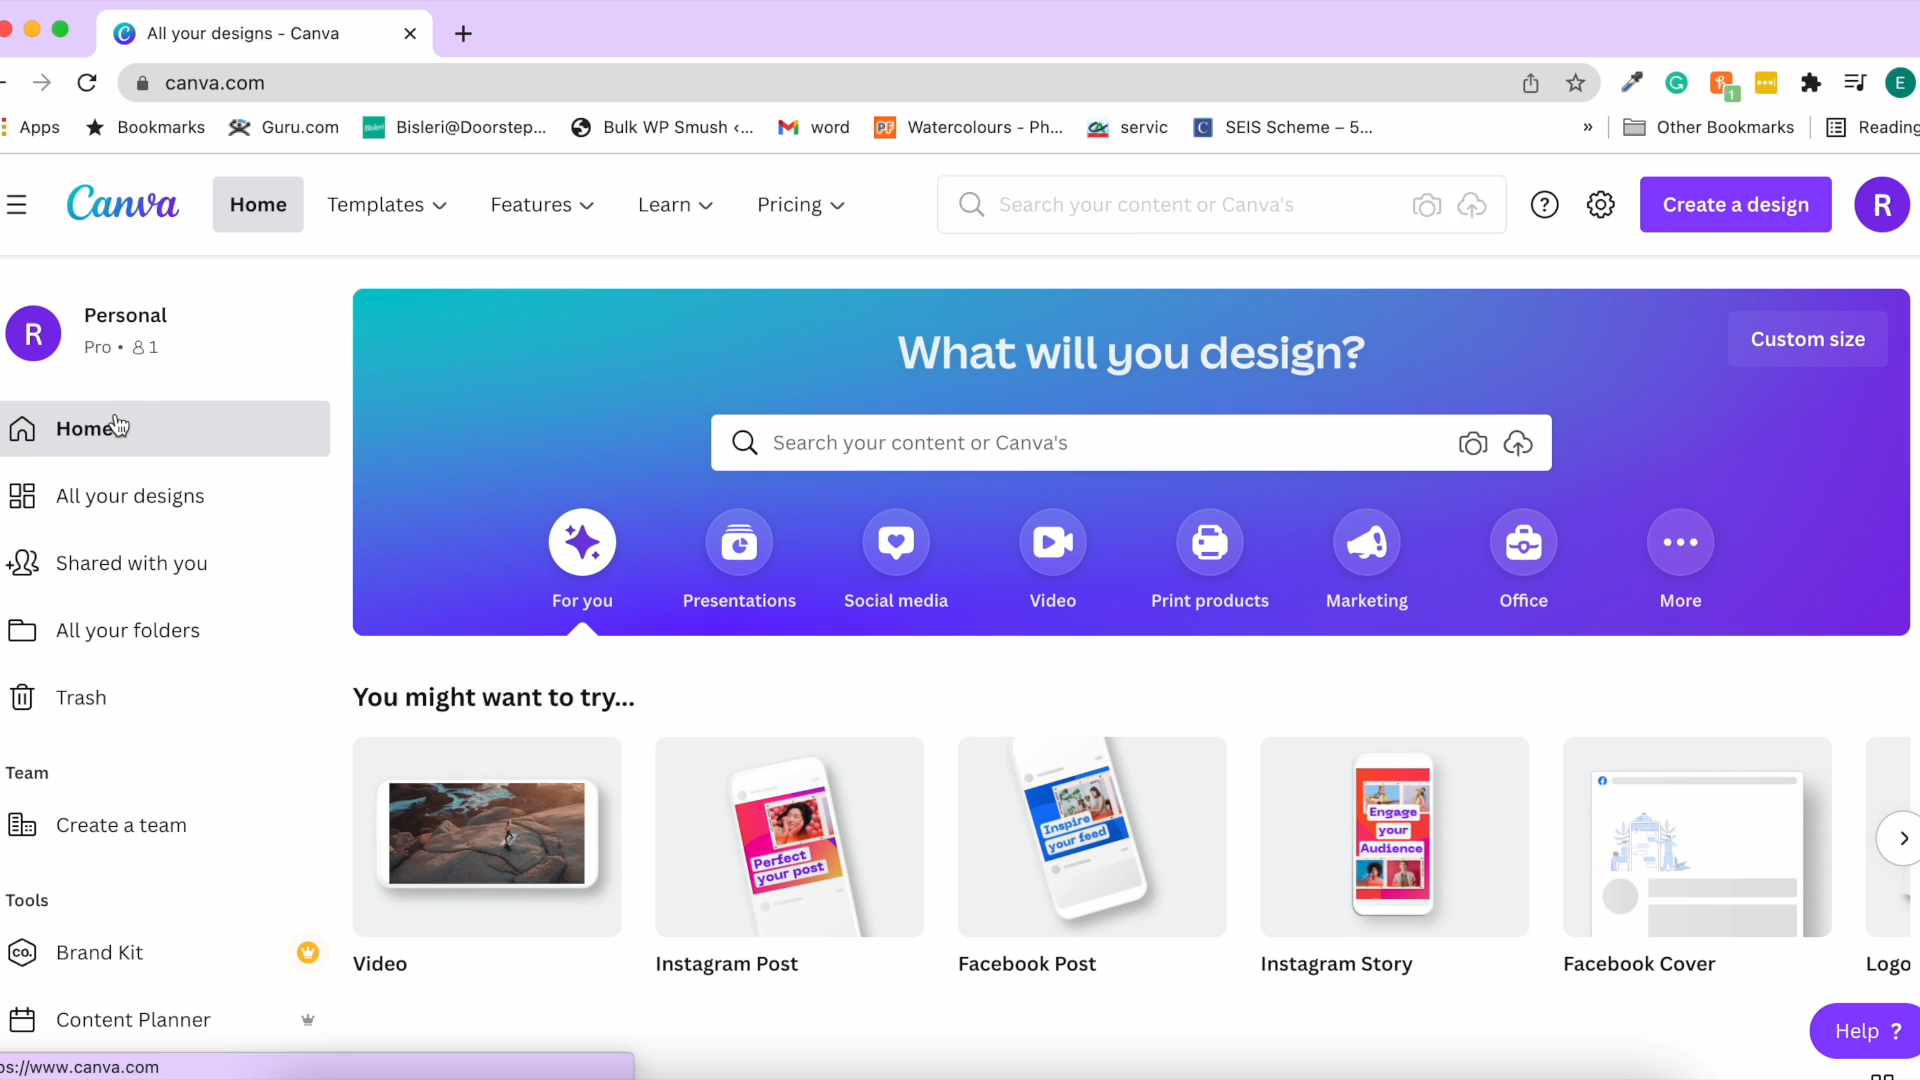 All your designs - Canva
canva.com
1
E
Apps
Bookmarks
Guru.com
Bisleri@Doorstep...
Bulk WP Smush <...
word
Watercolours - Ph...
servic
SEIS Scheme – 5...
»
Other Bookmarks
Reading
Canva
Home
Templates
Features
Learn
Pricing
Search your content or Canva's
?
Create a design
R
R
Personal
Pro • 1
Home
All your designs
Shared with you
All your folders
Trash
Team
Create a team
Tools
CO.
Brand Kit
Content Planner
ps://www.canva.com
What will you design?
Custom size
Search your content or Canva's
For you
Presentations
Social media
Video
Print products
Marketing
Office
More
You might want to try...
Perfect
your post
Inspire
your feed
Engage
your
Audience
Video
Instagram Post
Facebook Post
Instagram Story
Facebook Cover
Logo
Help ?